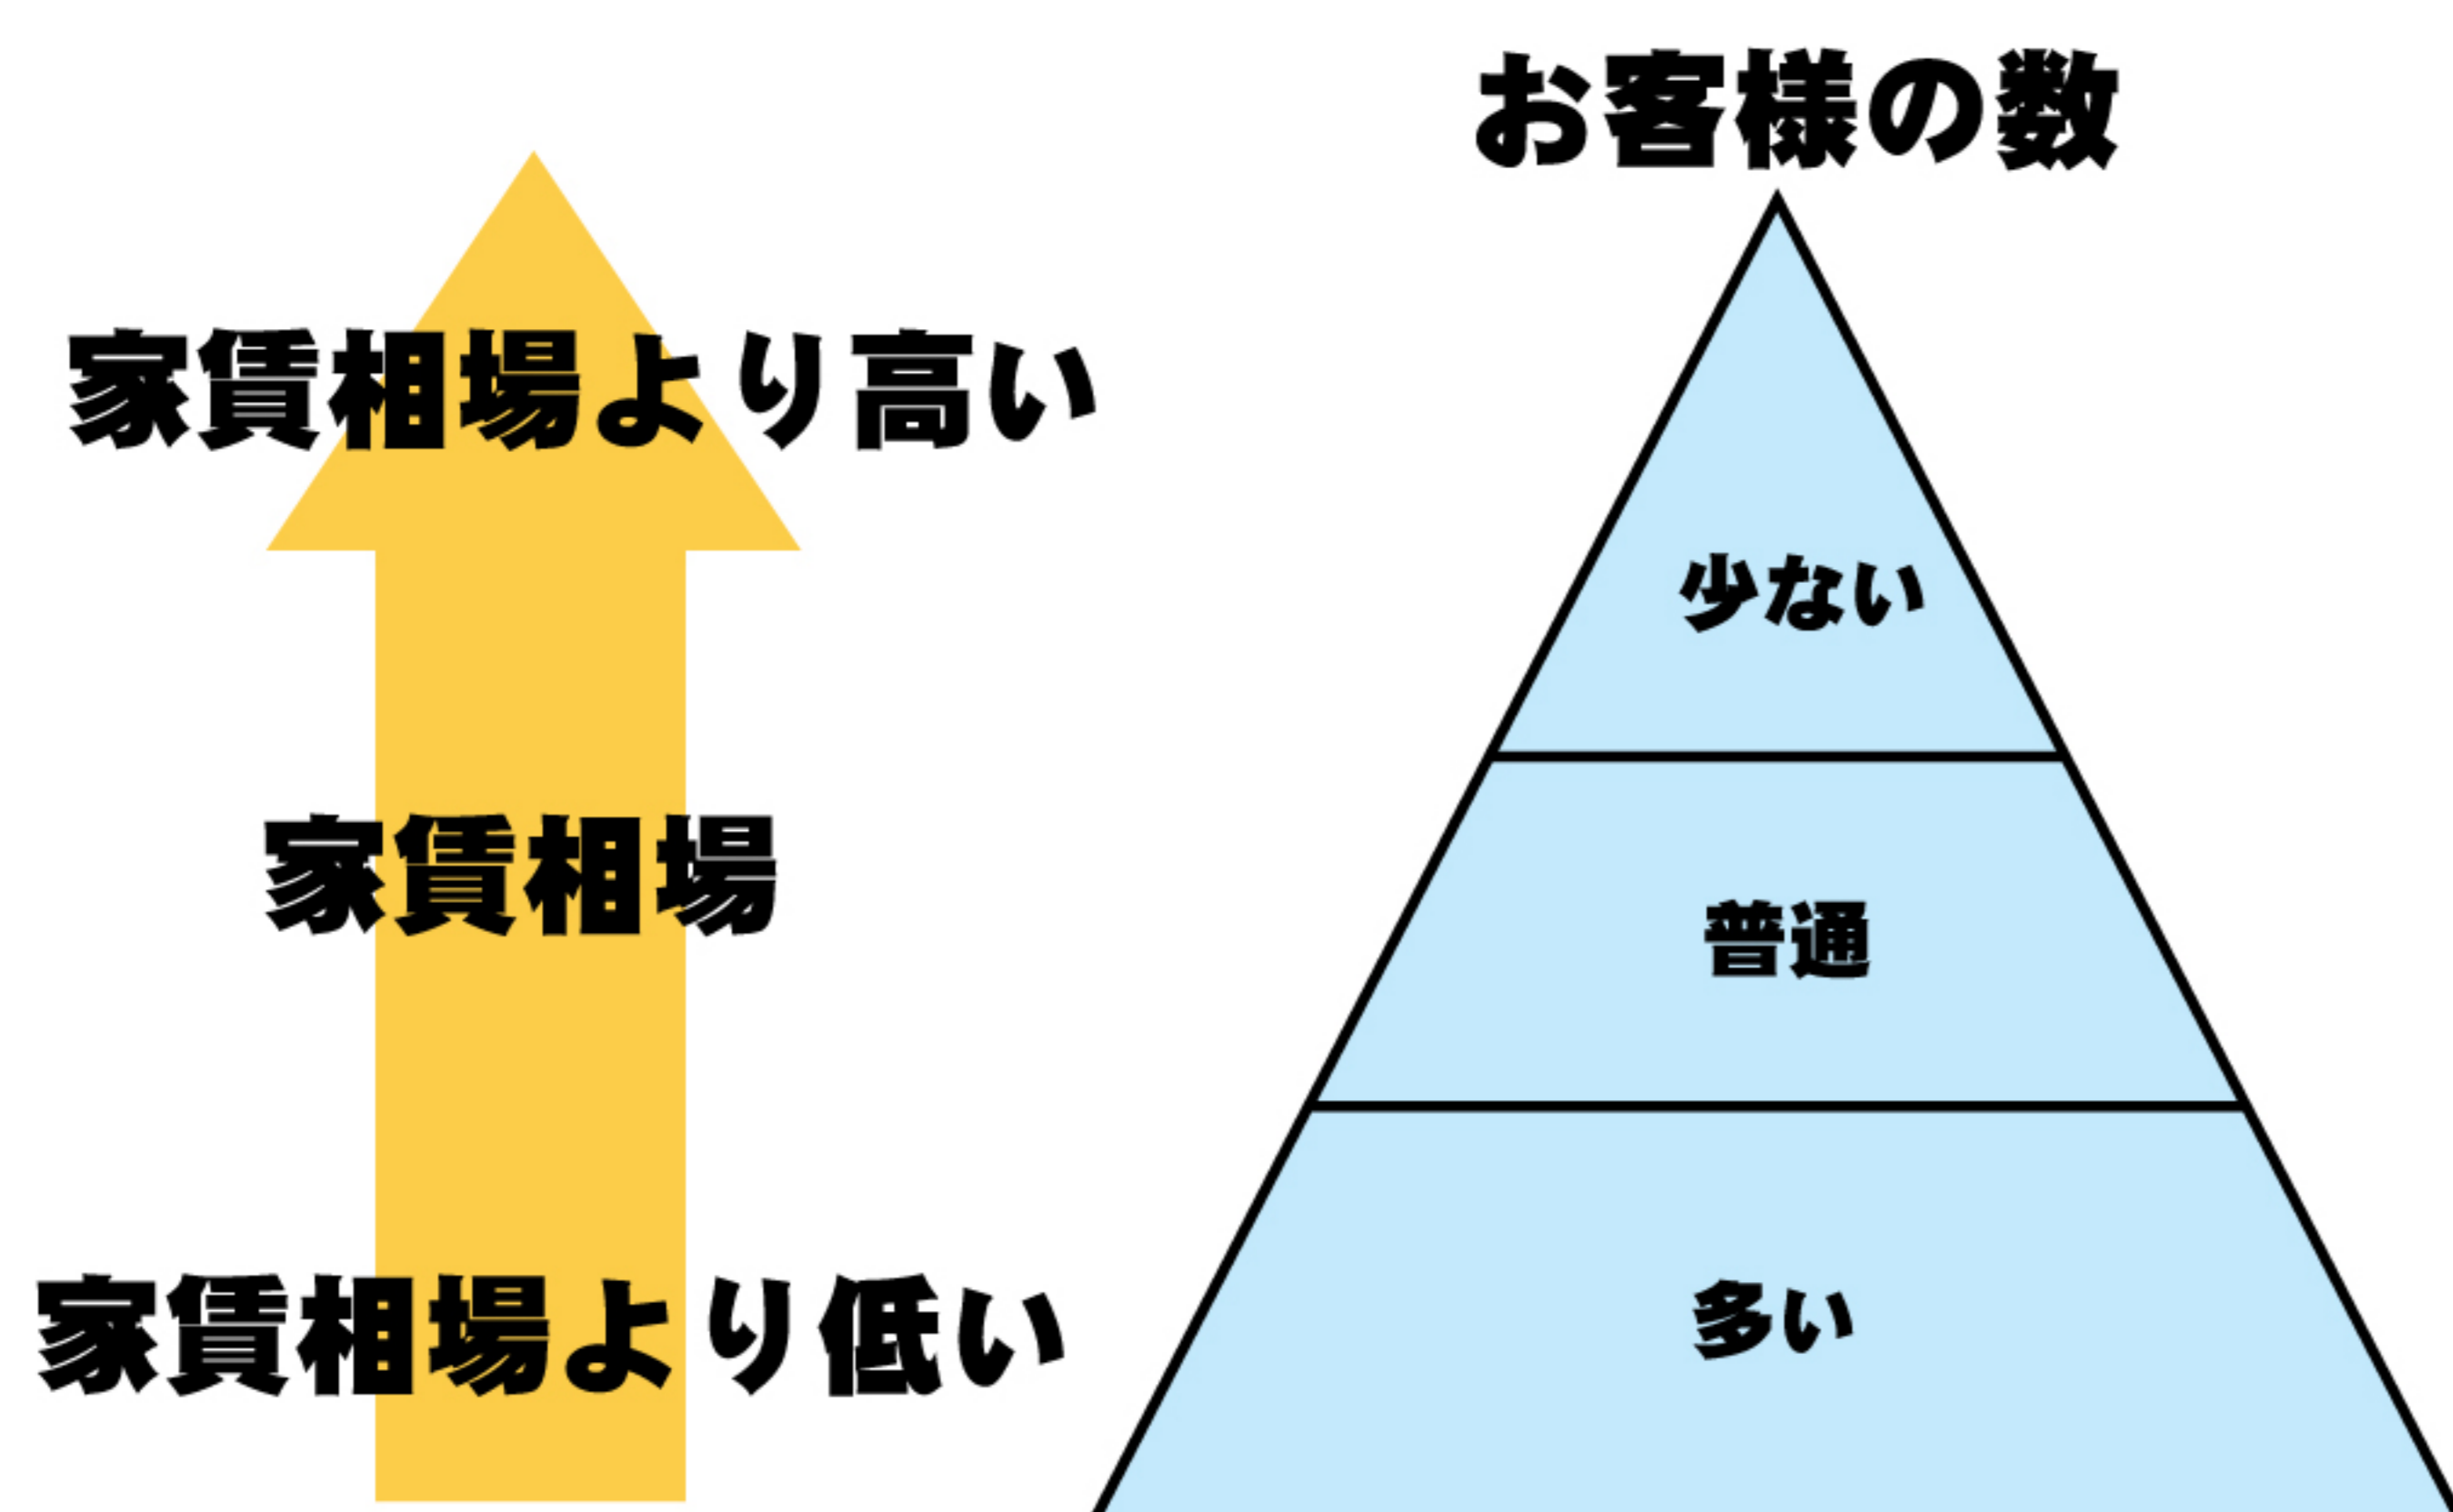 お客様の数
家賃相場より高い
少ない
家賃相場
普通
家賃相場より低い
多い